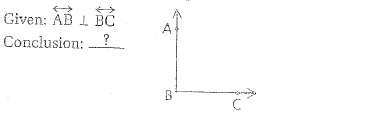 Given: AB ⊥ BC
Conclusion: ?
A
B
C